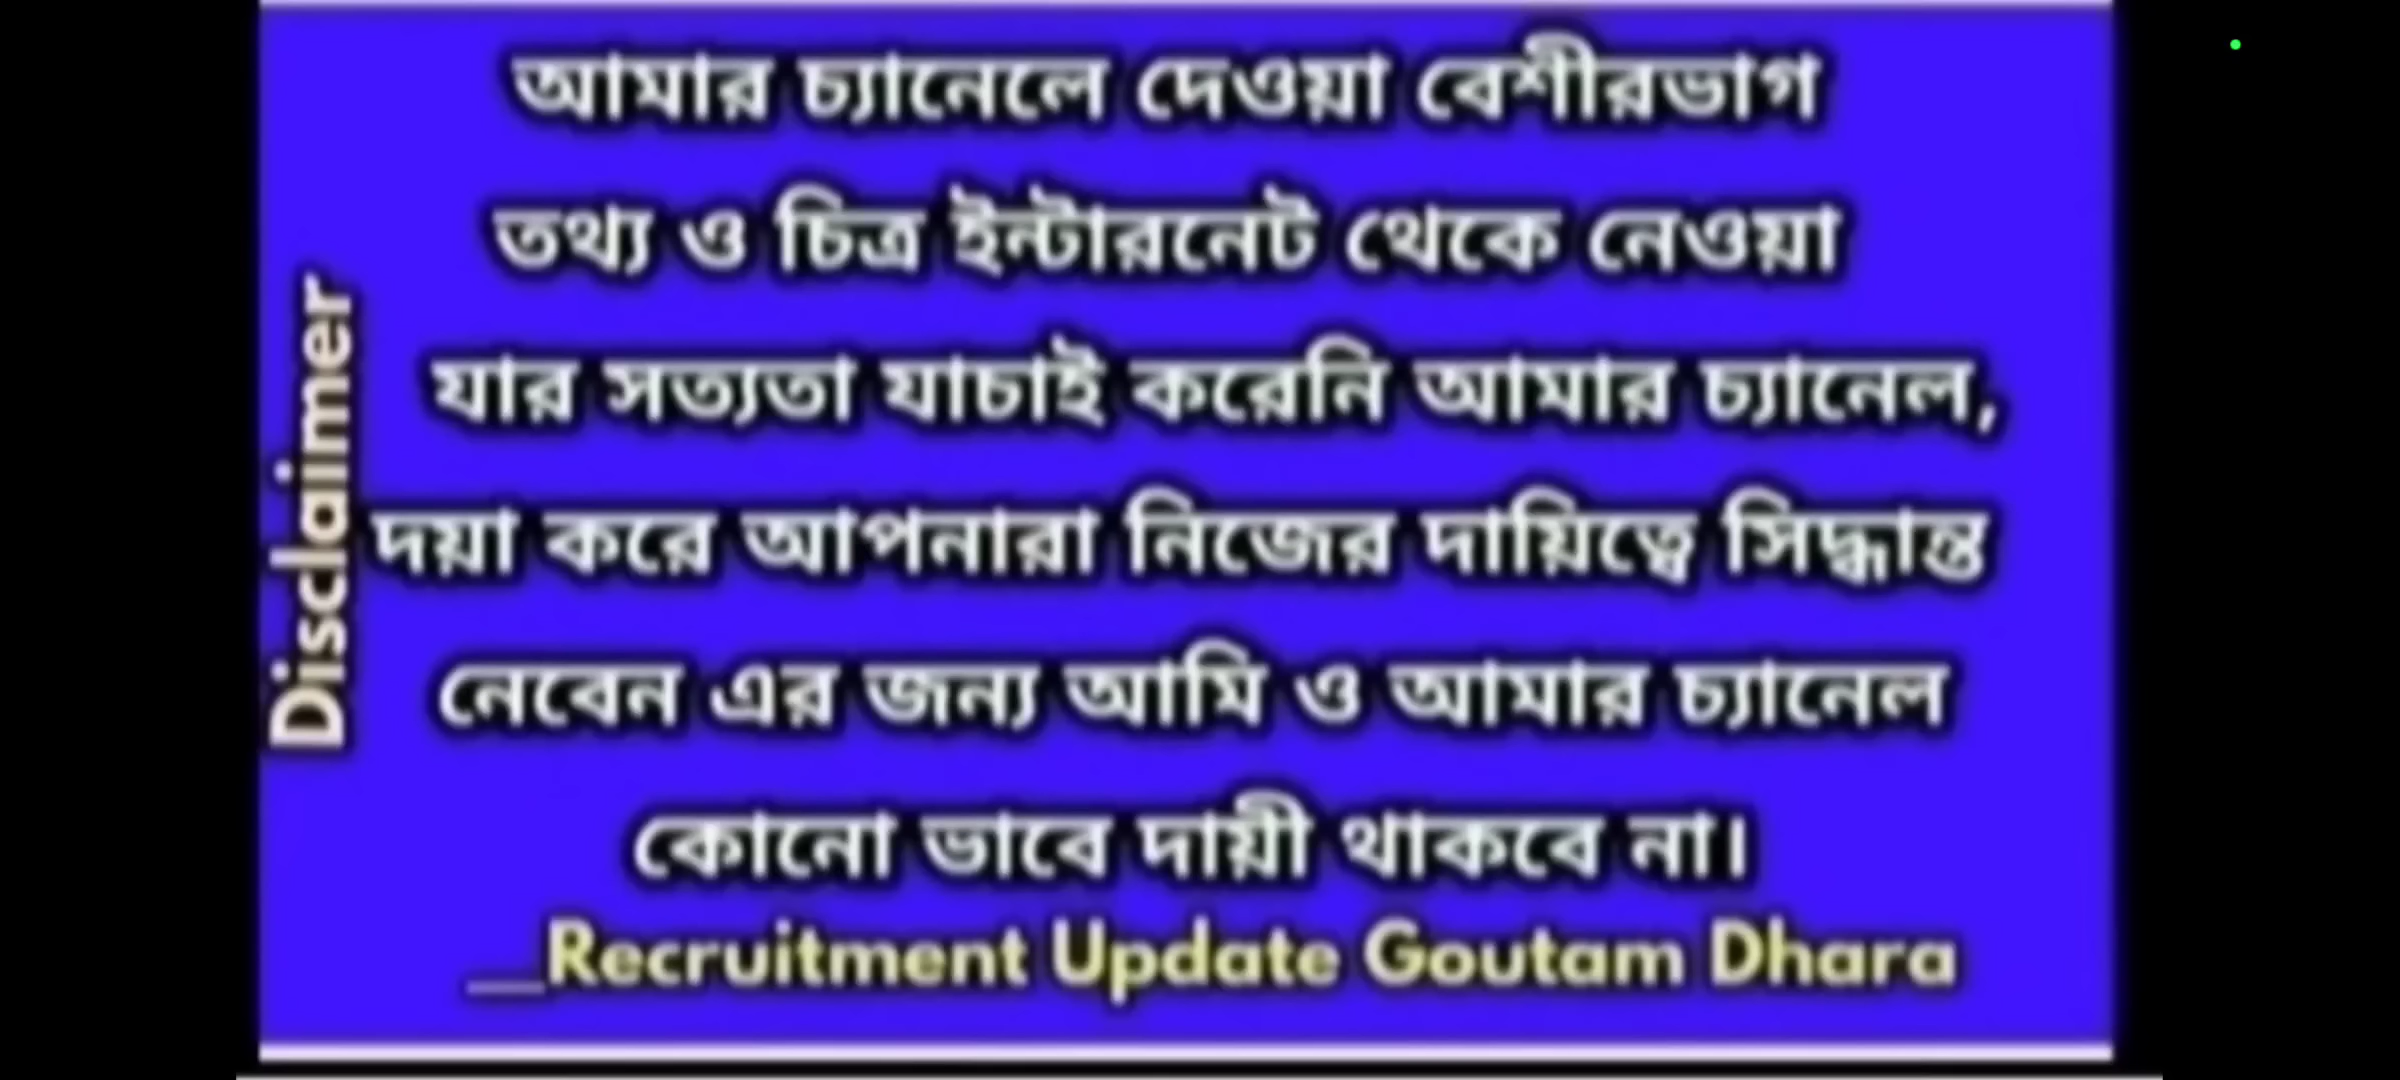 আমার চ্যানেলে দেওয়া বেশীরভাগ
তথ্য ও চিত্র ইন্টারনেট থেকে নেওয়া
যার সত্যতা যাচাই করেনি আমার চ্যানেল,
দয়া করে আপনারা নিজের দায়িত্বে সিদ্ধান্ত
নেবেন এর জন্য আমি ও আমার চ্যানেল
কোনো ভাবে দায়ী থাকবে না।
__Recruitment Update Goutam Dhara
Disclaimer